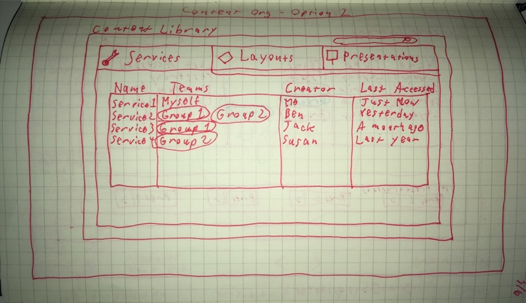 Content Org - Option 2
Content Library
Services Layouts Presentations
Name Teams Creator Last Accessed
Service1 Myself Me Just Now
Service2 Group 1 Group 2 Ben Yesterday
Service3 Group 1 Jack A month ago
Service4 Group 2 Susan Last year